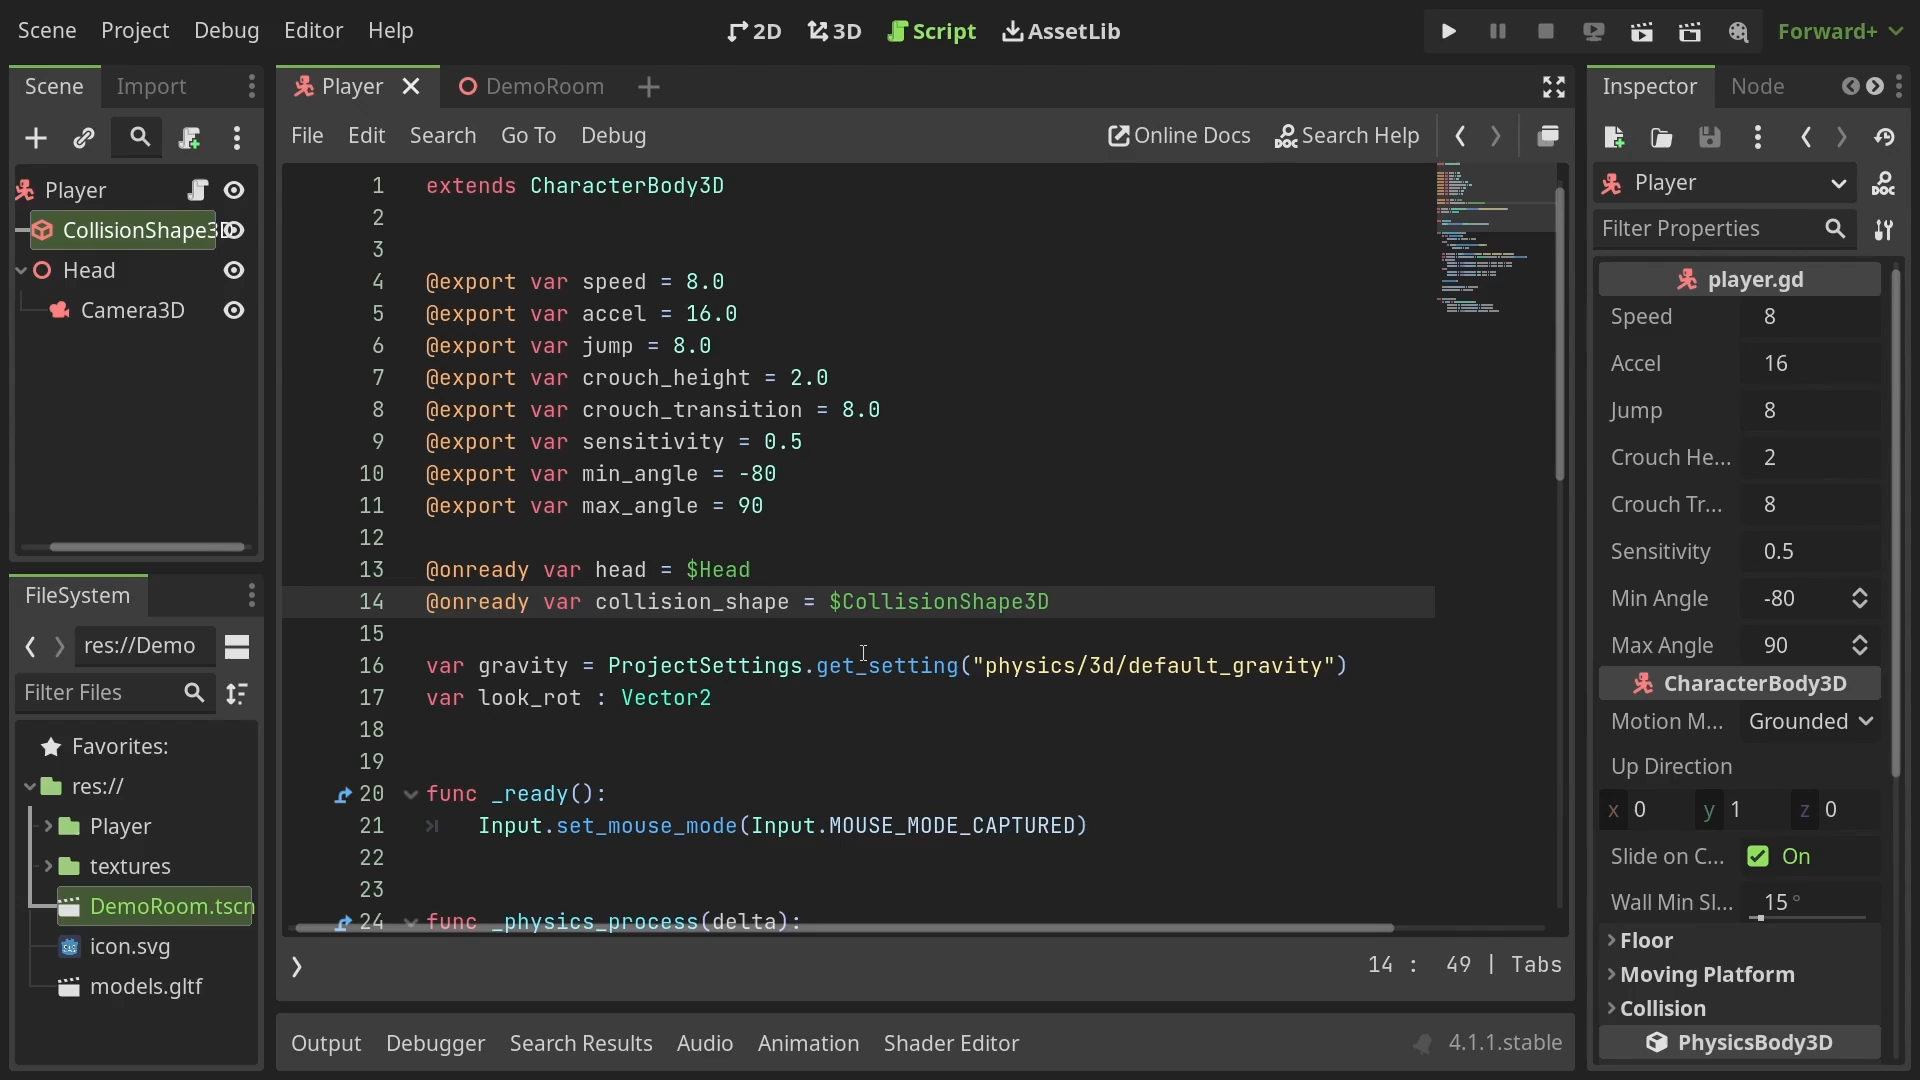 Scene Project Debug Editor Help
2D 3D Script AssetLib
Forward+
Scene Import
Player
CollisionShape3D
Head
Camera3D
FileSystem
res://Demo
Filter Files
Favorites:
res://
Player
textures
DemoRoom.tscn
icon.svg
models.gltf
Player DemoRoom
File Edit Search Go To Debug
Online Docs Search Help
1 extends CharacterBody3D
2
3
4 @export var speed = 8.0
5 @export var accel = 16.0
6 @export var jump = 8.0
7 @export var crouch_height = 2.0
8 @export var crouch_transition = 8.0
9 @export var sensitivity = 0.5
10 @export var min_angle = -80
11 @export var max_angle = 90
12
13 @onready var head = $Head
14 @onready var collision_shape = $CollisionShape3D
15
16 var gravity = ProjectSettings.get_setting("physics/3d/default_gravity")
17 var look_rot : Vector2
18
19
20 func _ready():
21 Input.set_mouse_mode(Input.MOUSE_MODE_CAPTURED)
22
23
24 func _physics_process(delta):
14 : 49 | Tabs
Output Debugger Search Results Audio Animation Shader Editor
4.1.1.stable
Inspector Node
Player
DOC
Filter Properties
player.gd
Speed 8
Accel 16
Jump 8
Crouch He... 2
Crouch Tr... 8
Sensitivity 0.5
Min Angle -80
Max Angle 90
CharacterBody3D
Motion M... Grounded
Up Direction
x 0 y 1 z 0
Slide on C... On
Wall Min Sl... 15 °
Floor
Moving Platform
Collision
PhysicsBody3D